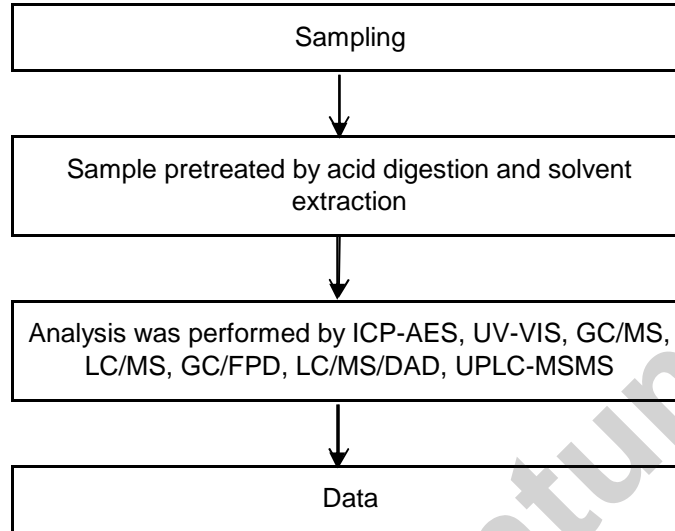 Sampling
Sample pretreated by acid digestion and solvent
extraction
Analysis was performed by ICP-AES, UV-VIS, GC/MS,
LC/MS, GC/FPD, LC/MS/DAD, UPLC-MSMS
Data